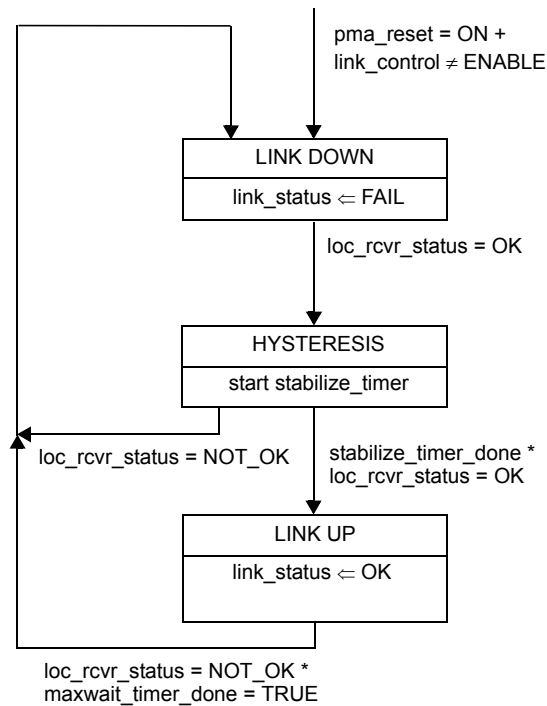 pma_reset = ON +
link_control ≠ ENABLE
LINK DOWN
link_status ⇐ FAIL
loc_rcvr_status = OK
HYSTERESIS
start stabilize_timer
loc_rcvr_status = NOT_OK
stabilize_timer_done *
loc_rcvr_status = OK
LINK UP
link_status ⇐ OK
loc_rcvr_status = NOT_OK *
maxwait_timer_done = TRUE